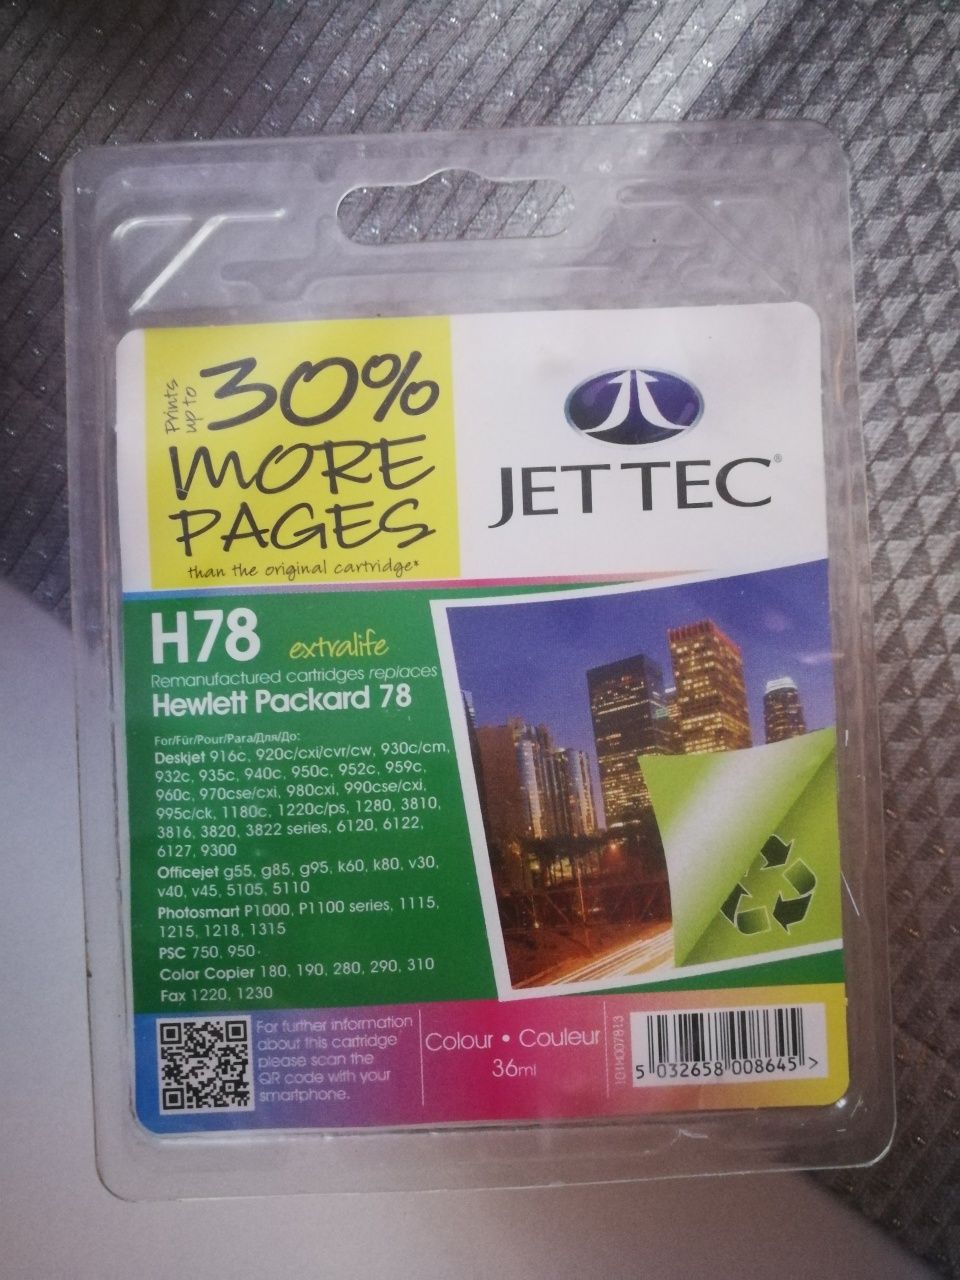 Prints up to 30%
MORE
PAGES
than the original cartridge*
JET TEC®
H78 extralife
Remanufactured cartridges replaces
Hewlett Packard 78
For/Für/Pour/Para/Для/До:
Deskjet 916c, 920c/cxi/cvr/cw, 930c/cm,
932c, 935c, 940c, 950c, 952c, 959c,
960c, 970cse/cxi, 980cxi, 990cse/cxi,
995c/ck, 1180c, 1220c/ps, 1280, 3810,
3816, 3820, 3822 series, 6120, 6122,
6127, 9300
Officejet g55, g85, g95, k60, k80, v30,
v40, v45, 5105, 5110
Photosmart P1000, P1100 series, 1115,
1215, 1218, 1315
PSC 750, 950
Color Copier 180, 190, 280, 290, 310
Fax 1220, 1230
For further information
about this cartridge
please scan the
QR code with your
smartphone.
Colour • Couleur
36ml
5 032658 008645 >